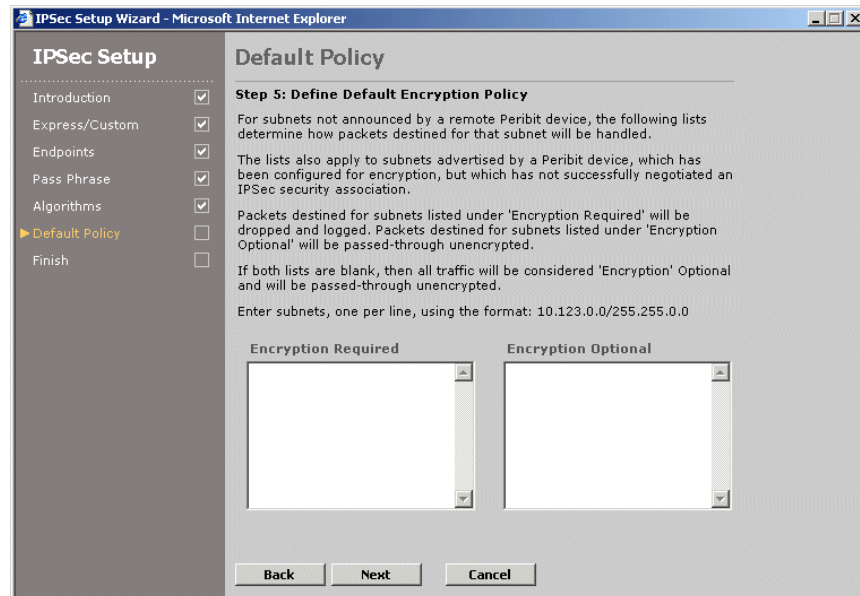 IPSec Setup Wizard - Microsoft Internet Explorer
IPSec Setup
Introduction
Express/Custom
Endpoints
Pass Phrase
Algorithms
Default Policy
Finish
Default Policy
Step 5: Define Default Encryption Policy
For subnets not announced by a remote Peribit device, the following lists
determine how packets destined for that subnet will be handled.
The lists also apply to subnets advertised by a Peribit device, which has
been configured for encryption, but which has not successfully negotiated an
IPSec security association.
Packets destined for subnets listed under 'Encryption Required' will be
dropped and logged. Packets destined for subnets listed under 'Encryption
Optional' will be passed-through unencrypted.
If both lists are blank, then all traffic will be considered 'Encryption' Optional
and will be passed-through unencrypted.
Enter subnets, one per line, using the format: 10.123.0.0/255.255.0.0
Encryption Required
Encryption Optional
Back
Next
Cancel